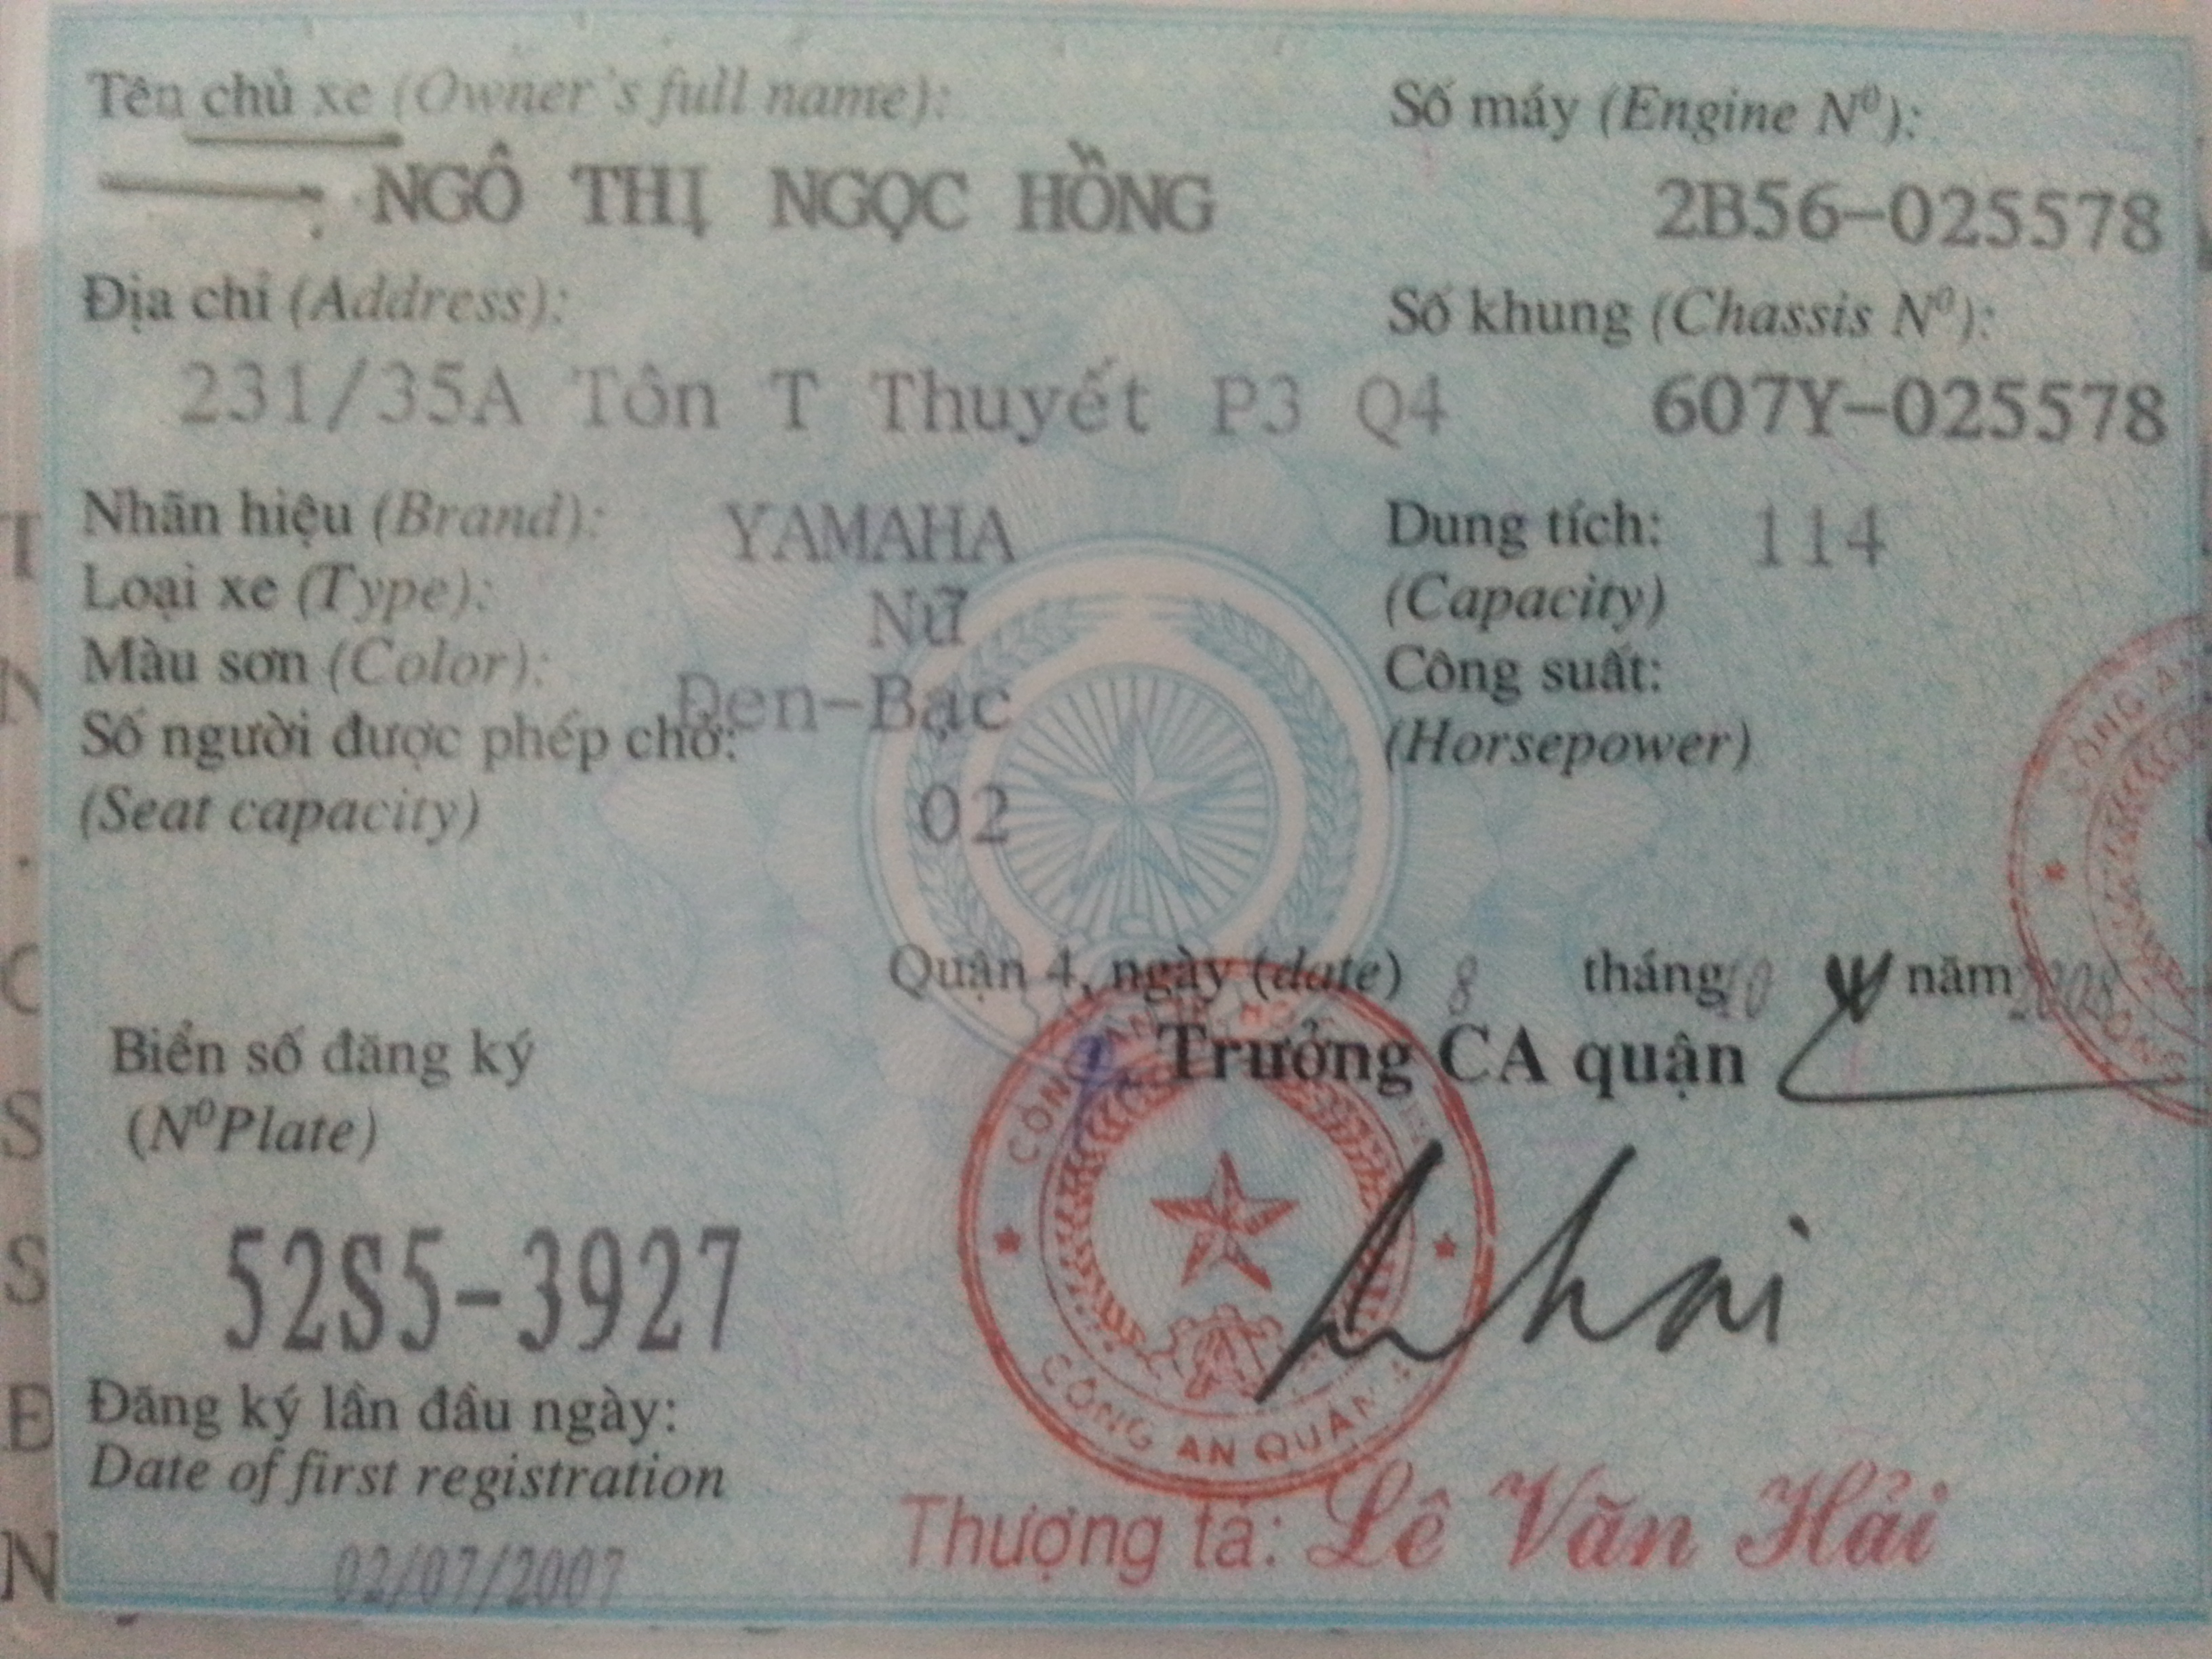 Tên chủ xe (Owner's full name):
NGÔ THỊ NGỌC HỒNG
Địa chỉ (Address):
231/35A Tôn T Thuyết P3 Q4
Nhãn hiệu (Brand): YAMAHA
Loại xe (Type): Nữ
Màu sơn (Color): Đen-Bạc
Số người được phép chở:
(Seat capacity) 02
Số máy (Engine Nº):
2B56-025578
Số khung (Chassis Nº):
607Y-025578
Dung tích: 114
(Capacity)
Công suất:
(Horsepower)
Quận 4, ngày (date) 8 tháng 10 năm 2008
Trưởng CA quận
Biển số đăng ký
(NºPlate)
52S5-3927
Đăng ký lần đầu ngày:
Date of first registration
02/07/2007
CÔNG AN QUẬN
Thượng tá: Lê Văn Hải